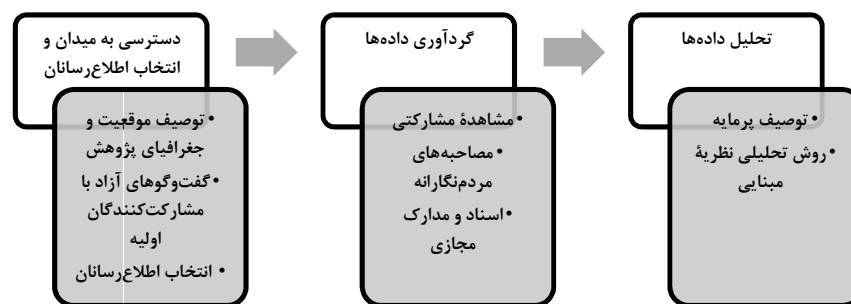 دسترسی به میدان و
انتخاب اطلاع‌رسانان
• توصیف موقعیت و
جغرافیای پژوهش
• گفت‌وگوهای آزاد با
مشارکت‌کنندگان
اولیه
• انتخاب اطلاع‌رسانان
گردآوری داده‌ها
• مشاهدۀ مشارکتی
• مصاحبه‌های
مردم‌نگارانه
• اسناد و مدارک
مجازی
تحلیل داده‌ها
• توصیف پرمایه
• روش تحلیلی نظریۀ
مبنایی